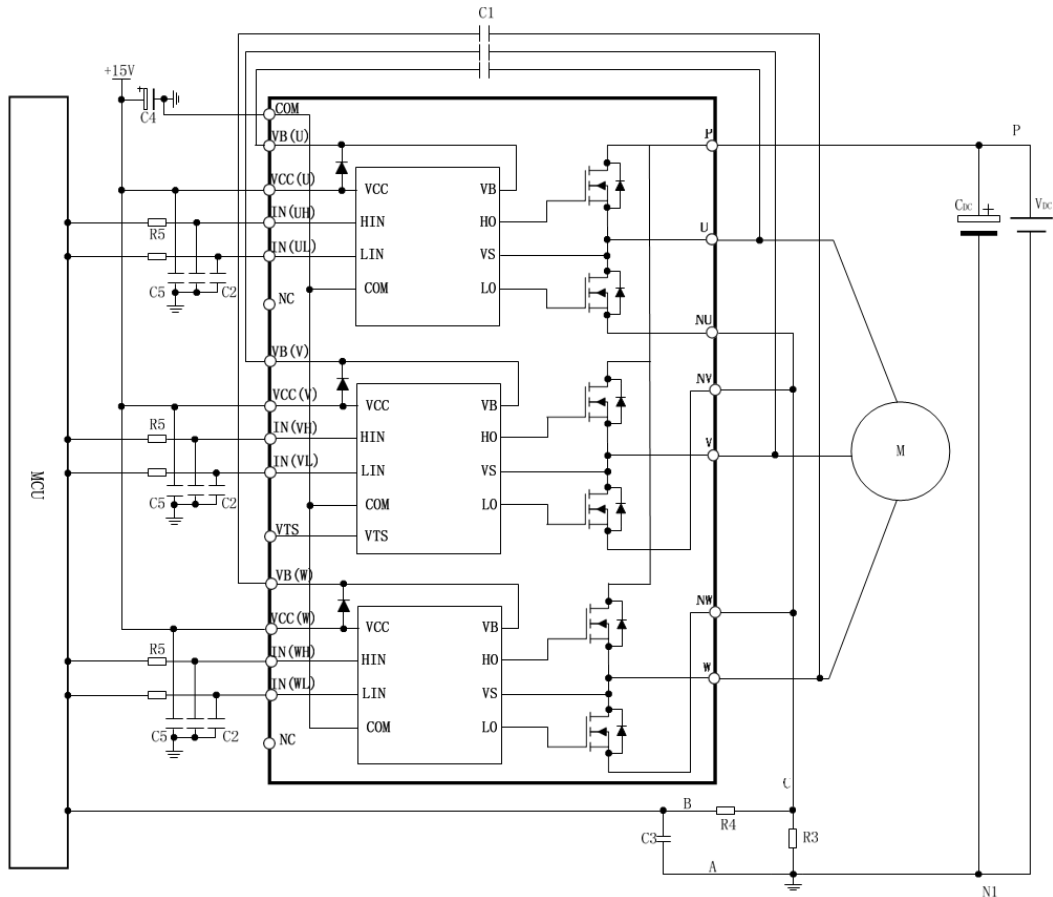 C1
+15V
+
C4
COM
VB(U)
VCC(U)
IN(UH)
IN(UL)
NC
R5
C5
C2
VCC
HIN
LIN
COM
VB
HO
VS
LO
P
U
NU
P
CDC
+
VDC
VB(V)
VCC(V)
IN(VH)
IN(VL)
VTS
R5
C5
C2
VCC
HIN
LIN
COM
VTS
VB
HO
VS
LO
NV
V
M
MCU
VB(W)
VCC(W)
IN(WH)
IN(WL)
NC
R5
C5
C2
VCC
HIN
LIN
COM
VB
HO
VS
LO
NW
W
C
B
R4
C3
R3
A
N1